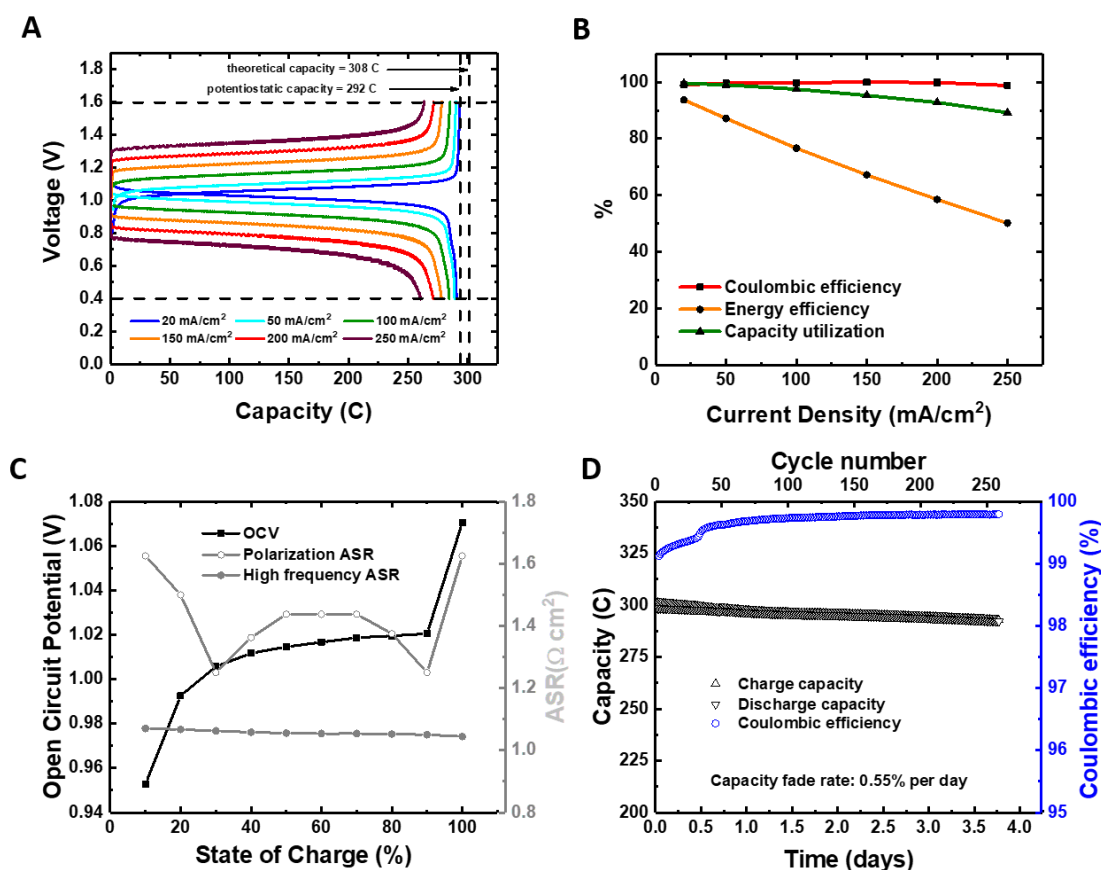 A
1.8
1.6
1.4
1.2
1.0
0.8
0.6
0.4
0.2
0.0
Voltage (V)
theoretical capacity = 308 C
potiostatic capacity = 292 C
20 mA/cm²
50 mA/cm²
100 mA/cm²
150 mA/cm²
200 mA/cm²
250 mA/cm²
0 50 100 150 200 250 300
Capacity (C)
B
100
80
60
40
20
0
%
Coulombic efficiency
Energy efficiency
Capacity utilization
0 50 100 150 200 250
Current Density (mA/cm²)
C
1.08
1.06
1.04
1.02
1.00
0.98
0.96
0.94
Open Circuit Potential (V)
OCV
Polarization ASR
High frequency ASR
1.8
1.6
1.4
1.2
1.0
0.8
ASR(Ω cm²)
0 20 40 60 80 100
State of Charge (%)
D
Cycle number
0 50 100 150 200 250
350
325
300
275
250
225
200
Capacity (C)
Charge capacity
Discharge capacity
Coulombic efficiency
Capacity fade rate: 0.55% per day
100
99
98
97
96
95
Coulombic efficiency (%)
0.0 0.5 1.0 1.5 2.0 2.5 3.0 3.5 4.0
Time (days)